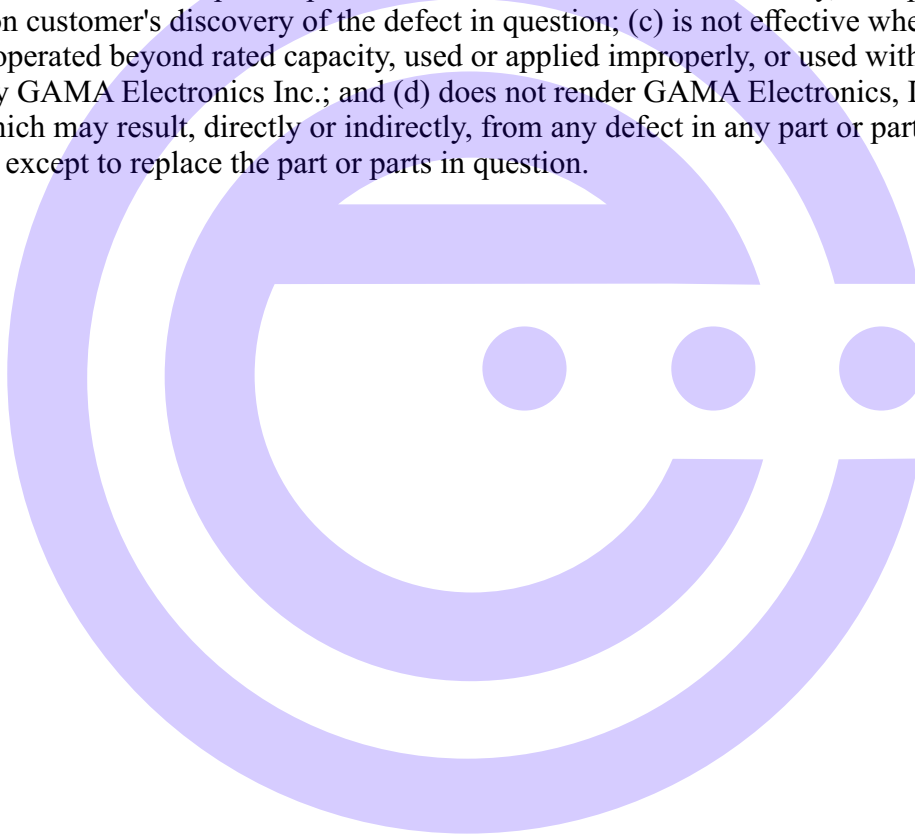 on customer's discovery of the defect in question; (c) is not effective
operated beyond rated capacity, used or applied improperly, or used with
GAMA Electronics Inc.; and (d) does not render GAMA Electronics,
may result, directly or indirectly, from any defect in any part or
except to replace the part or parts in question.